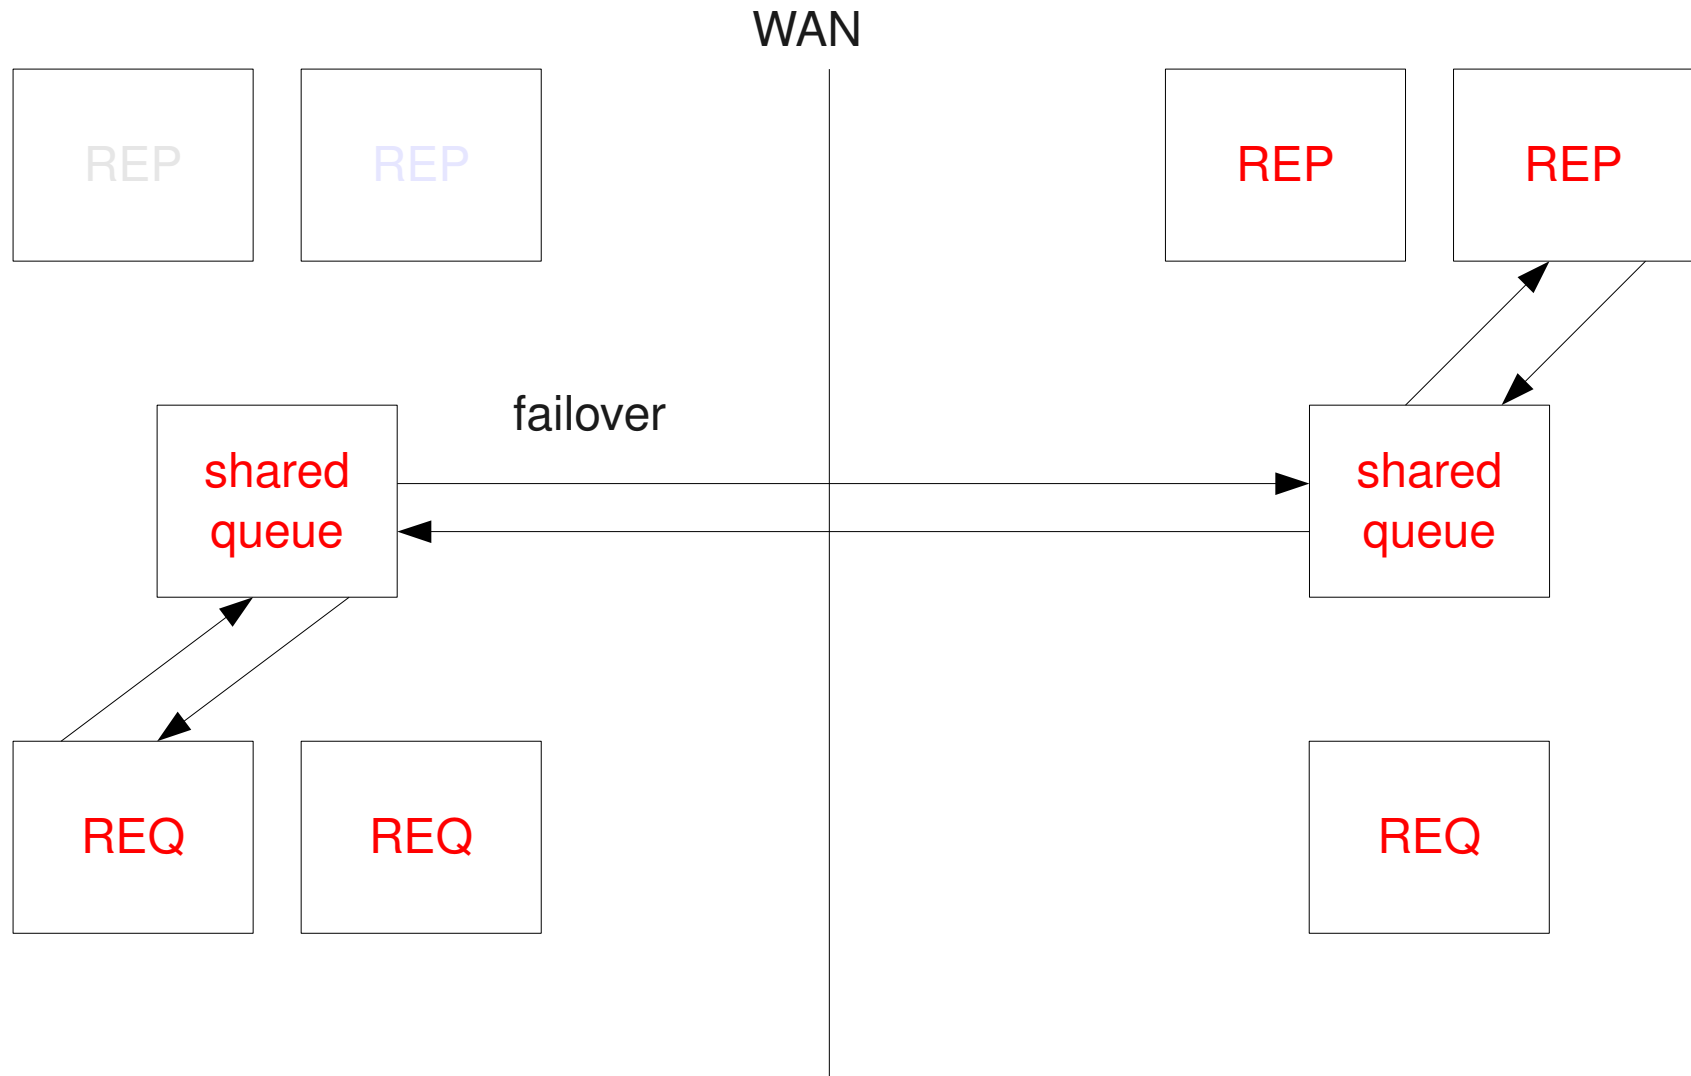 WAN
REP
REP
REP
REP
failover
shared
queue
shared
queue
REQ
REQ
REQ